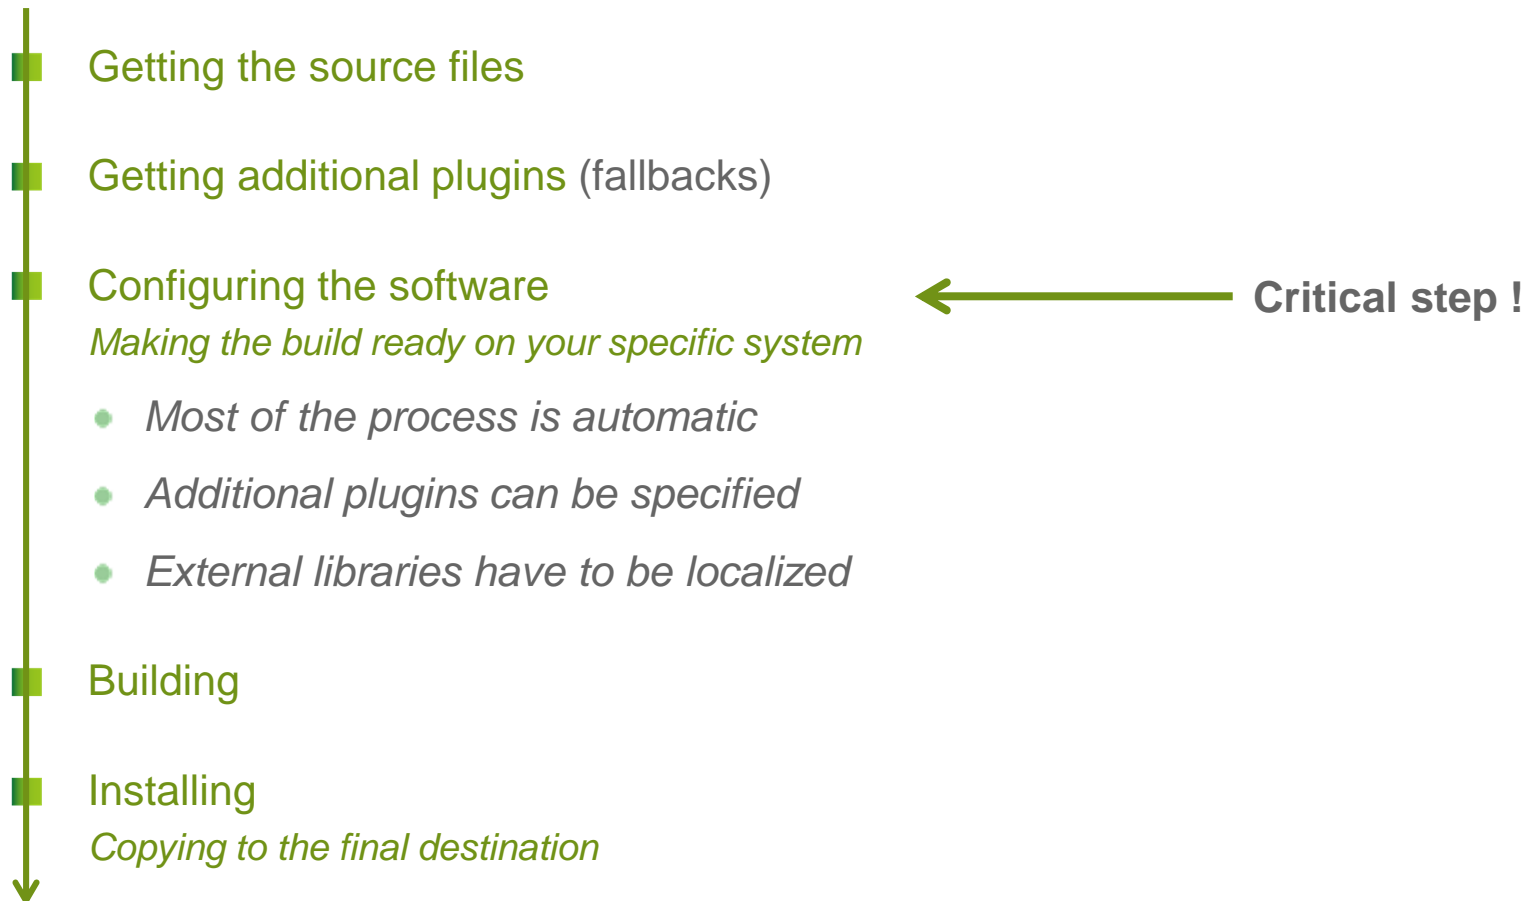 Getting the source files
Getting additional plugins (fallbacks)
Configuring the software
Critical step !
Making the build ready on your specific system
Most of the process is automatic
Additional plugins can be specified
External libraries have to be localized
Building
Installing
Copying to the final destination